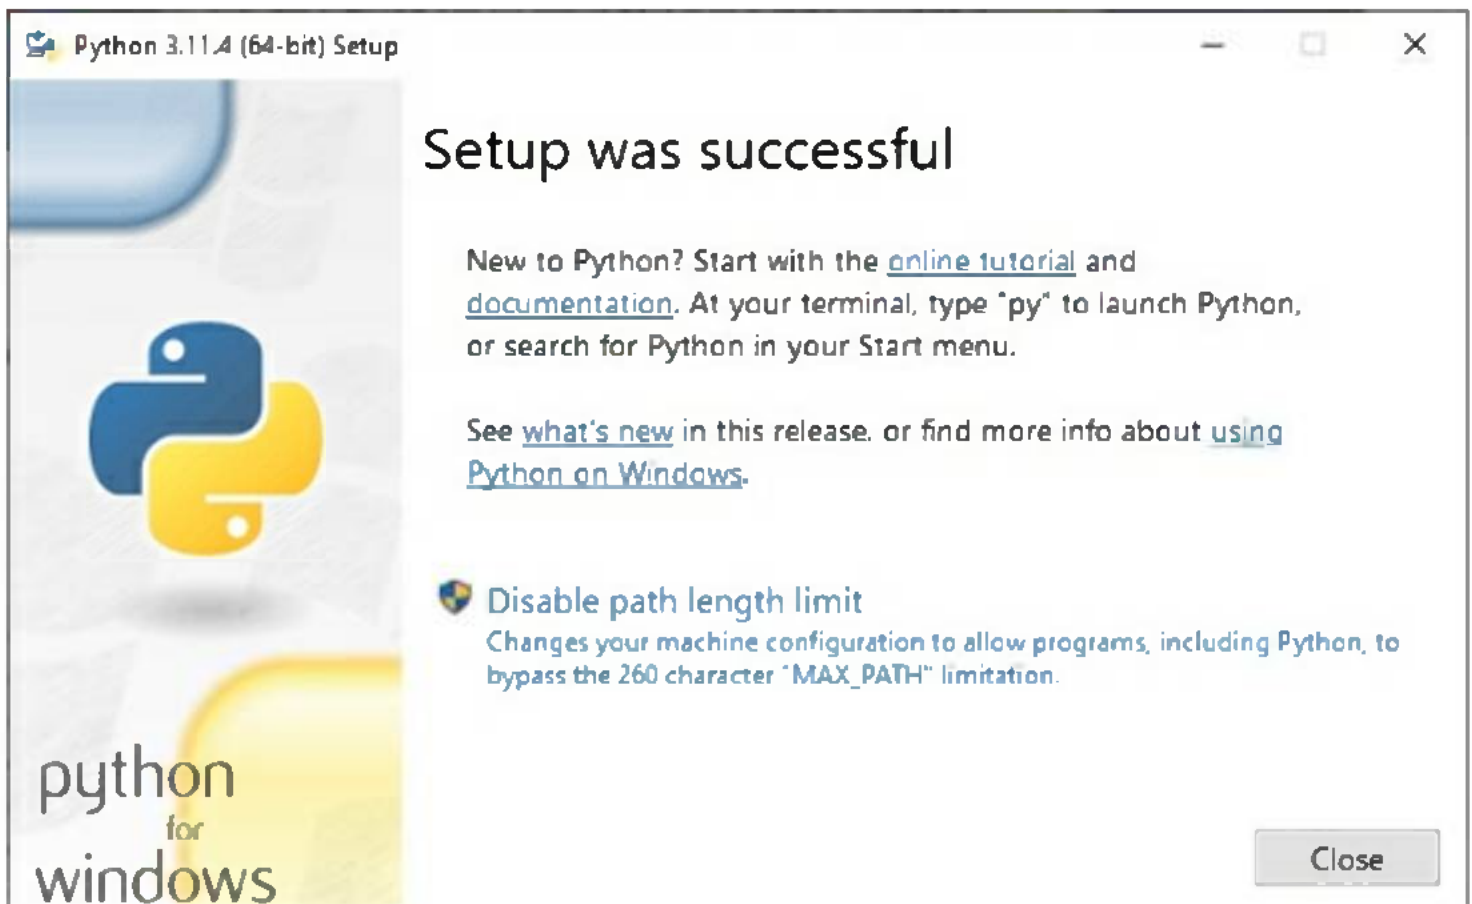 Python 3.11.4 (64-bit) Setup
Setup was successful
New to Python? Start with the online tutorial and
documentation. At your terminal, type "py" to launch Python,
or search for Python in your Start menu.
See what's new in this release, or find more info about using
Python on Windows.
Disable path length limit
Changes your machine configuration to allow programs, including Python, to
bypass the 260 character "MAX_PATH" limitation.
python
for
windows
Close